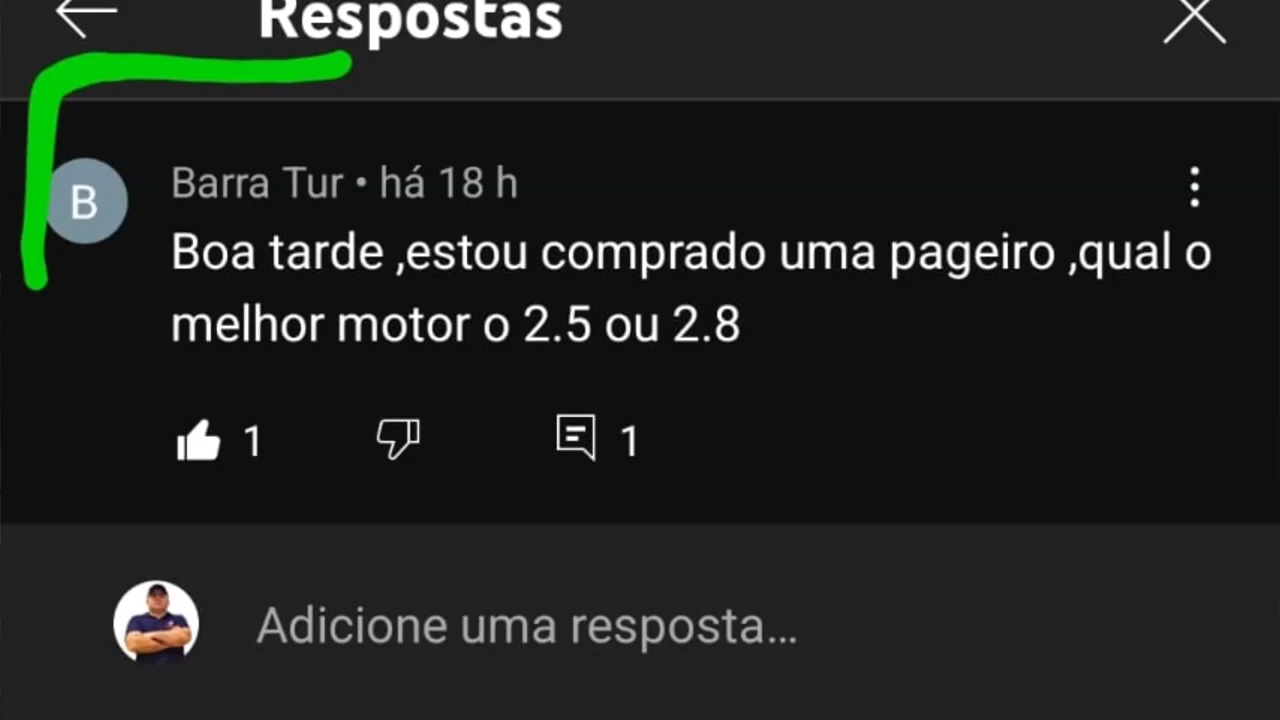 Respostas
B
Barra Tur • há 18 h
Boa tarde ,estou comprado uma pageiro ,qual o
melhor motor o 2.5 ou 2.8
1 1
Adicione uma resposta...